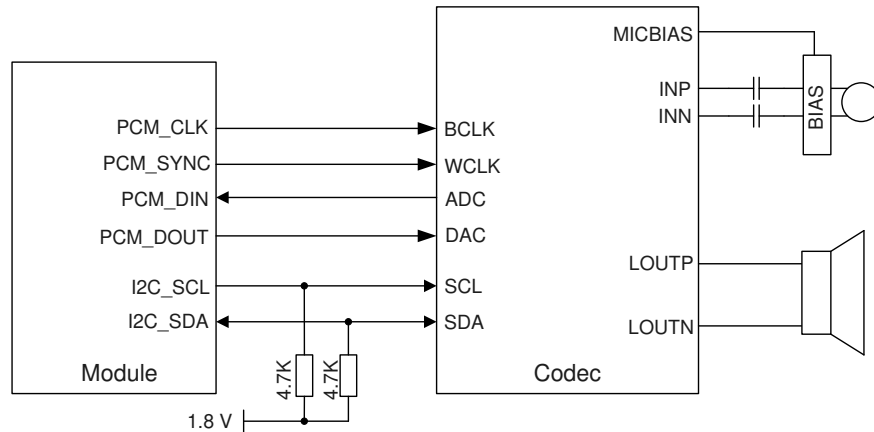 MICBIAS
INP
INN
BIAS
PCM_CLK
PCM_SYNC
PCM_DIN
PCM_DOUT
I2C_SCL
I2C_SDA
Module
BCLK
WCLK
ADC
DAC
SCL
SDA
Codec
LOUTP
LOUTN
4.7K
4.7K
1.8 V